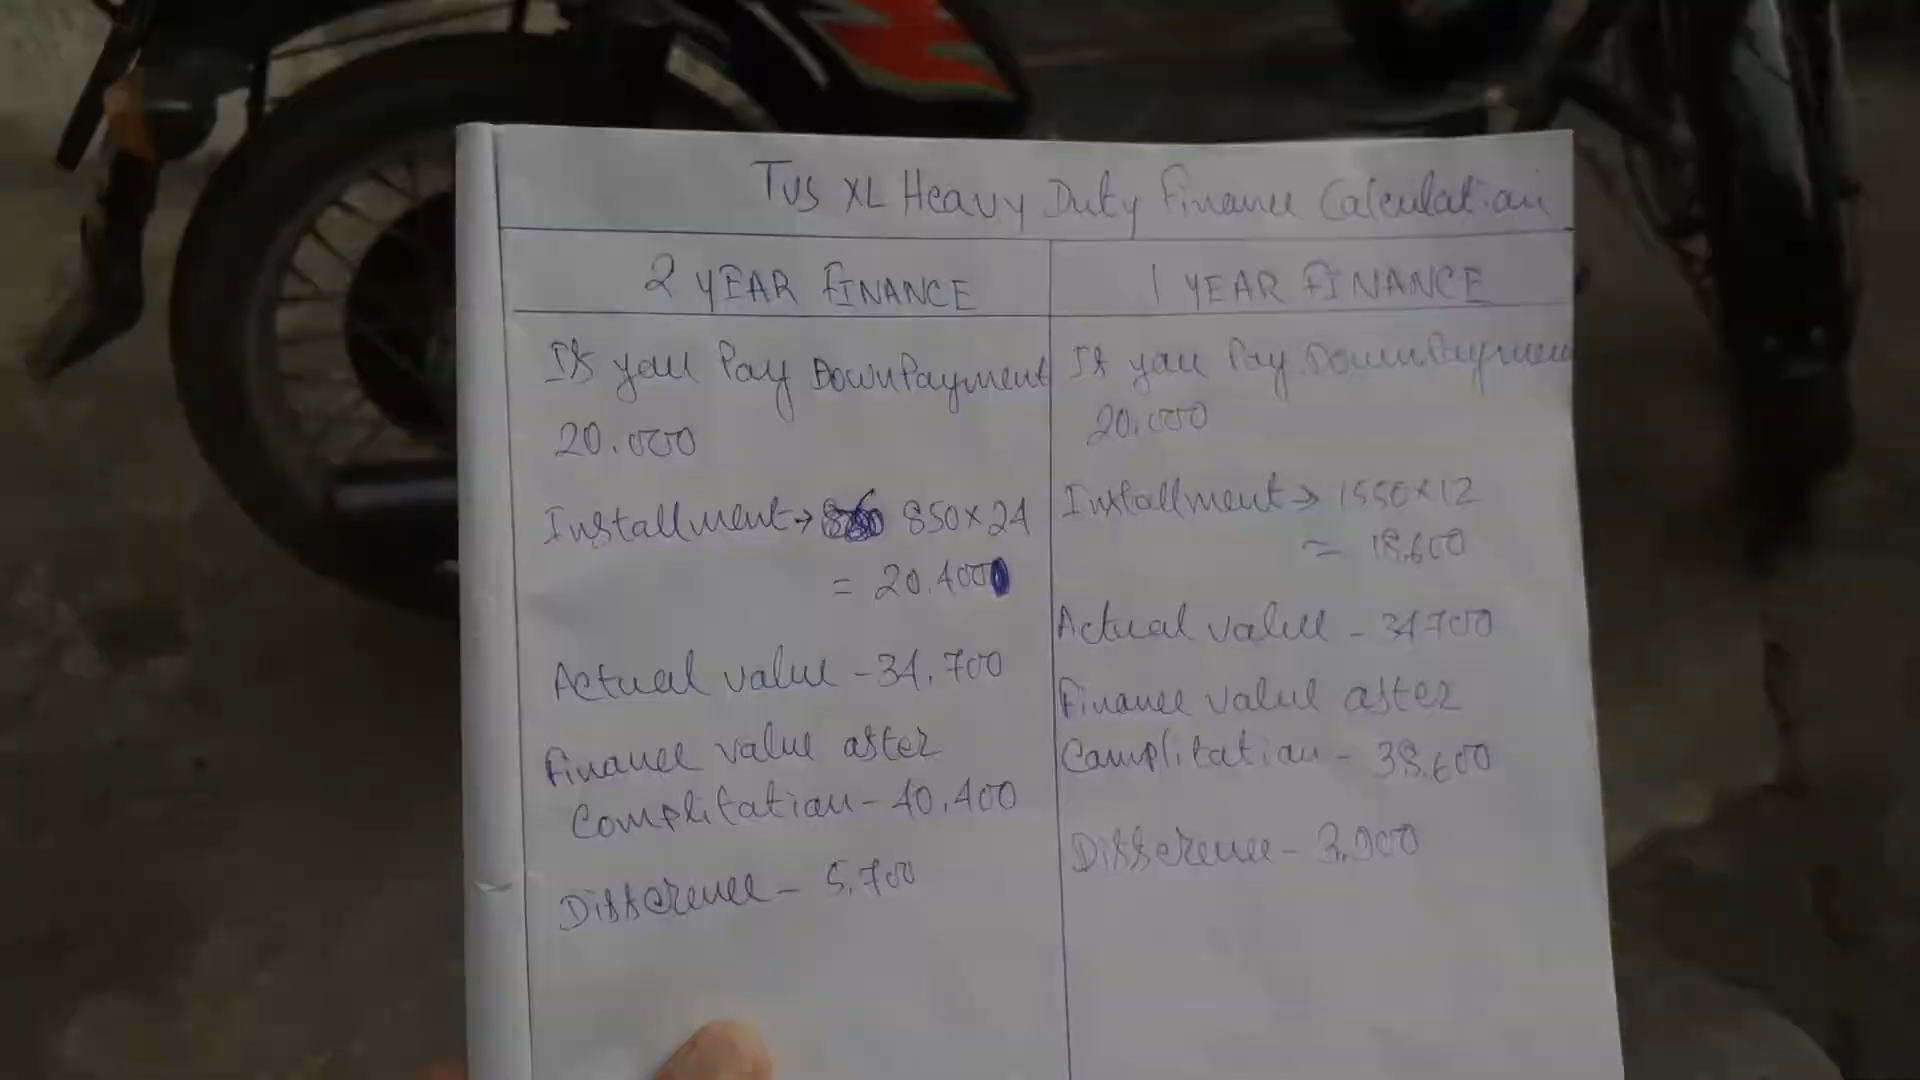 TVS XL Heavy Duty Finance Calculation
2 YEAR FINANCE
If you Pay DownPayment
20.000
Installment → 850×24
= 20.400
Actual value - 34.700
Finance value after
Complitation - 40.400
Difference - 5.700
1 YEAR FINANCE
If you Pay DownPayment
20.000
Installment → 1550×12
= 18.600
Actual value - 34700
Finance value after
Complitation - 38.600
Difference - 3.900